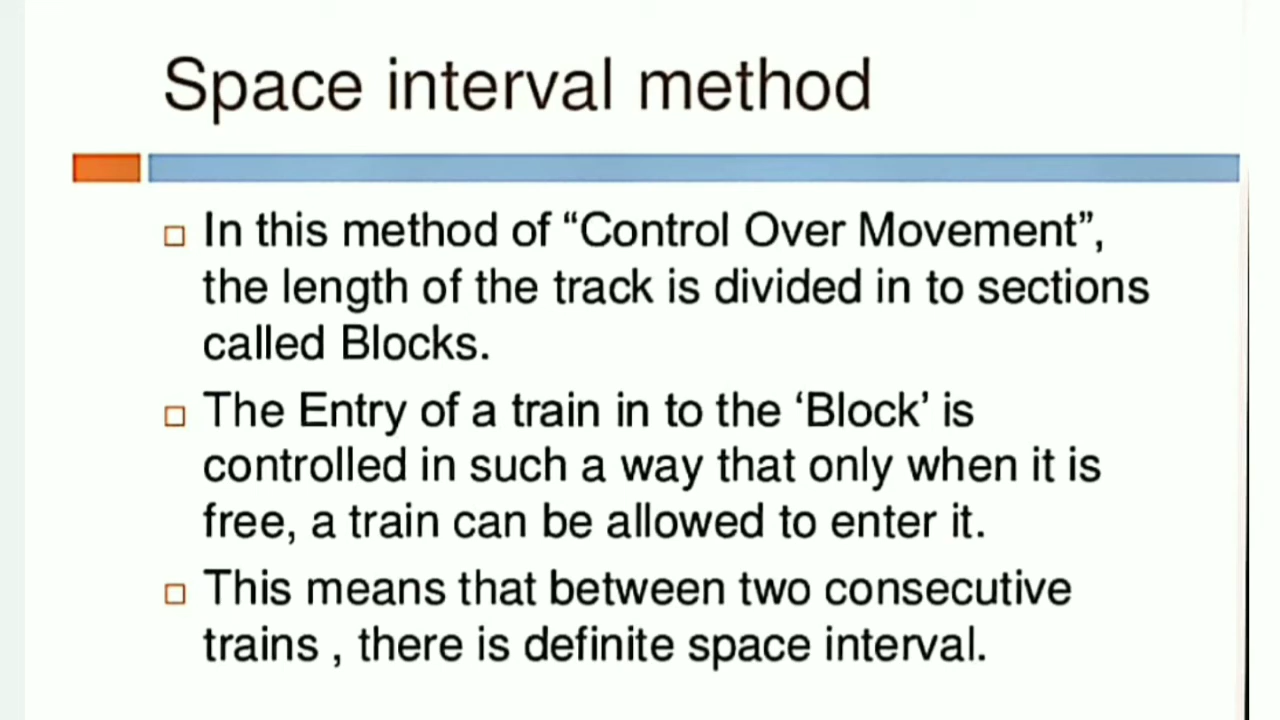 Space interval method
In this method of “Control Over Movement”,
the length of the track is divided in to sections
called Blocks.
The Entry of a train in to the ‘Block’ is
controlled in such a way that only when it is
free, a train can be allowed to enter it.
This means that between two consecutive
trains , there is definite space interval.